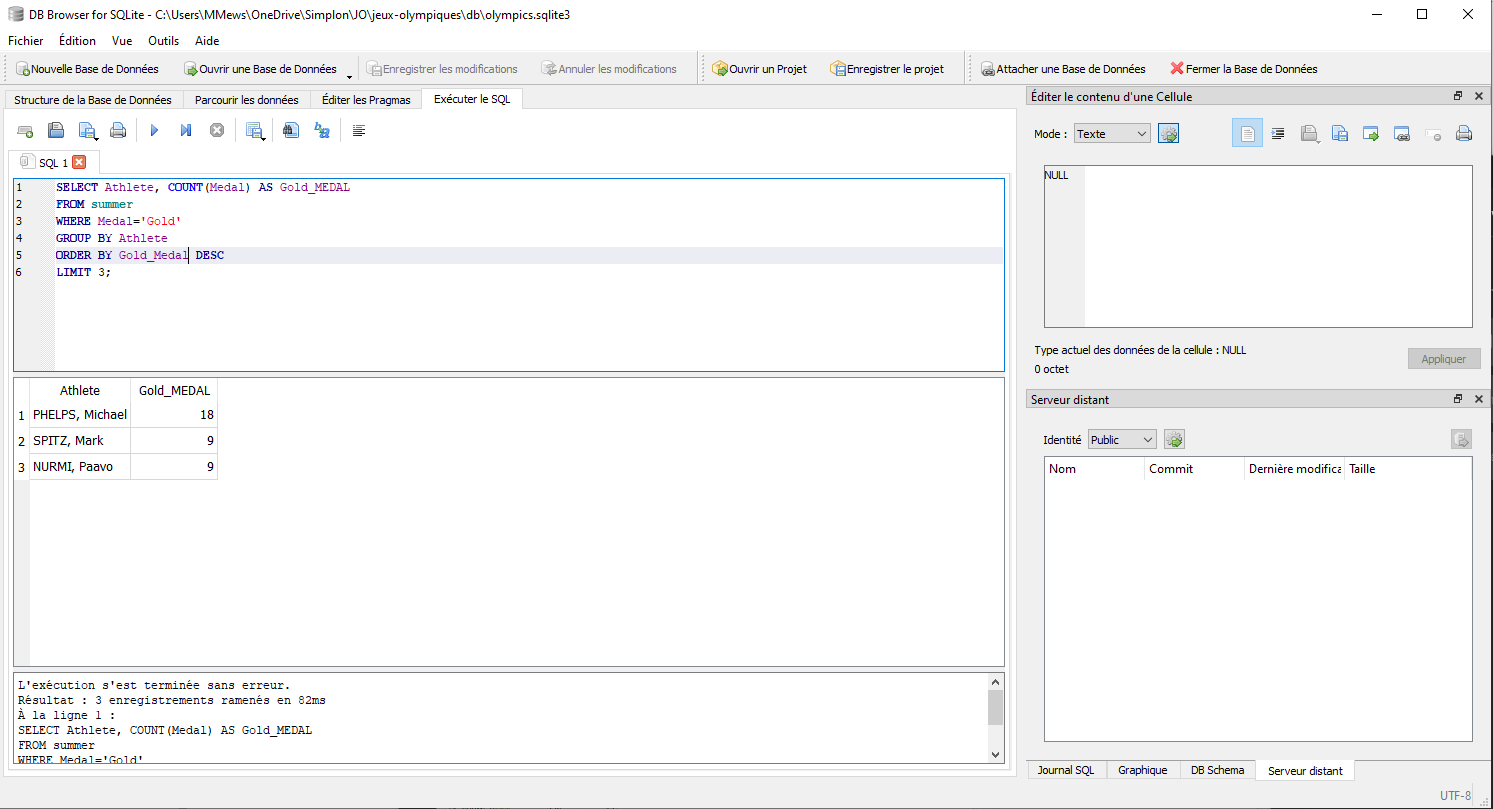 DB Browser for SQLite - C:\Users\MMews\OneDrive\Simplon\JO\jeux-olympiques\db\olympics.sqlite3
Fichier Édition Vue Outils Aide
Nouvelle Base de Données Ouvrir une Base de Données Enregistrer les modifications Annuler les modifications Ouvrir un Projet Enregistrer le projet Attacher une Base de Données Fermer la Base de Données
Structure de la Base de Données Parcourir les données Éditer les Pragmas Exécuter le SQL
SQL 1
1 SELECT Athlete, COUNT(Medal) AS Gold_MEDAL
2 FROM summer
3 WHERE Medal='Gold'
4 GROUP BY Athlete
5 ORDER BY Gold_Medal DESC
6 LIMIT 3;
Athlete Gold_MEDAL
1 PHELPS, Michael 18
2 SPITZ, Mark 9
3 NURMI, Paavo 9
L'exécution s'est terminée sans erreur.
Résultat : 3 enregistrements ramenés en 82ms
À la ligne 1 :
SELECT Athlete, COUNT(Medal) AS Gold_MEDAL
FROM summer
WHERE Medal='Gold'
Éditer le contenu d'une Cellule
Mode : Texte
NULL
Type actuel des données de la cellule : NULL
0 octet
Appliquer
Serveur distant
Identité Public
Nom Commit Dernière modifica Taille
Journal SQL Graphique DB Schema Serveur distant
UTF-8